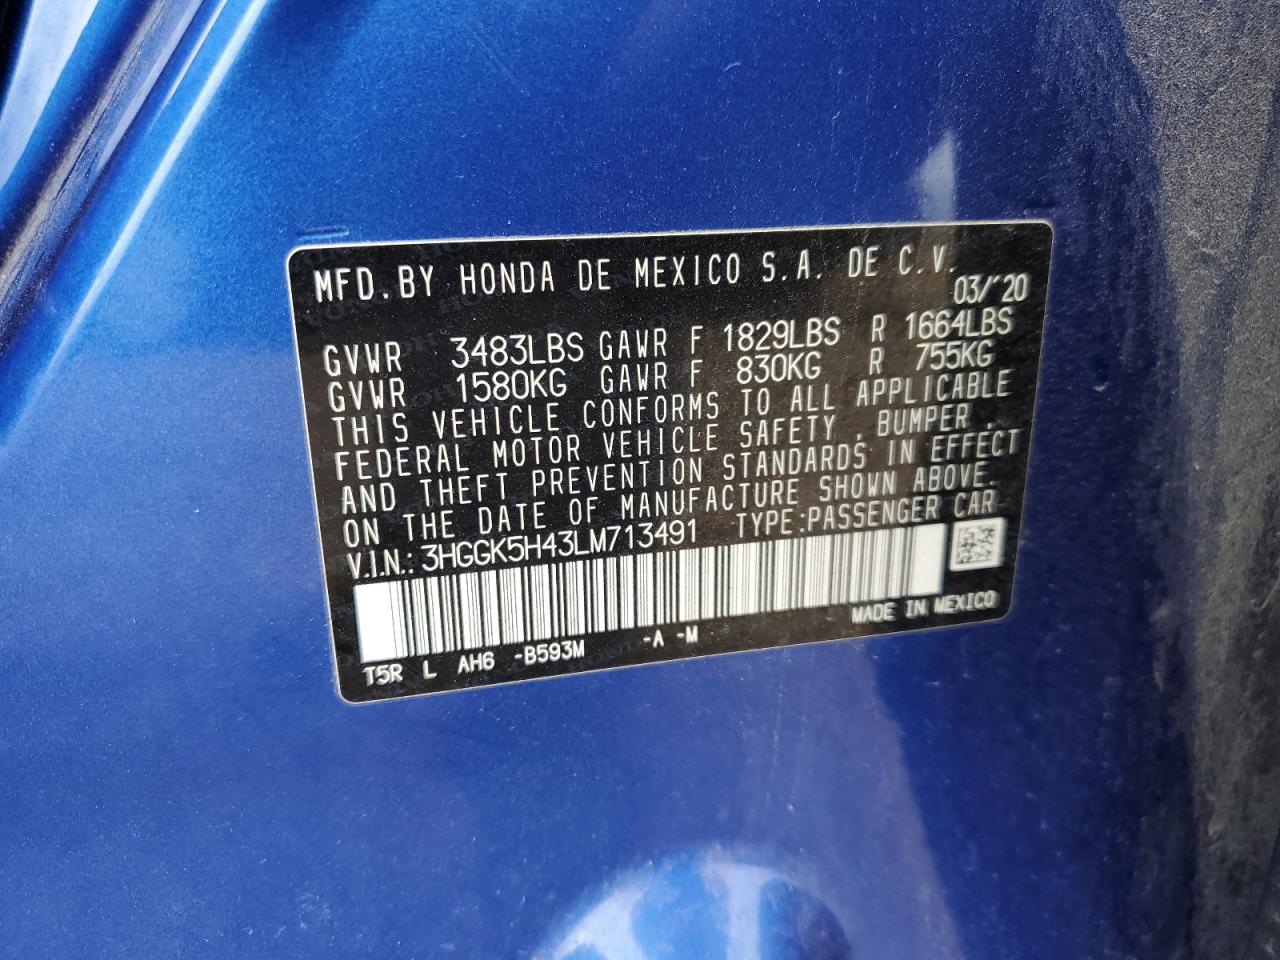 MFD.BY HONDA DE MEXICO S.A. DE C.V.
03/'20
GVWR 3483LBS GAWR F 1829LBS R 1664LBS
GVWR 1580KG GAWR F 830KG R 755KG
THIS VEHICLE CONFORMS TO ALL APPLICABLE
FEDERAL MOTOR VEHICLE SAFETY, BUMPER,
AND THEFT PREVENTION STANDARDS IN EFFECT
ON THE DATE OF MANUFACTURE SHOWN ABOVE.
V.I.N.: 3HGGK5H43LM713491 TYPE:PASSENGER CAR
MADE IN MEXICO
T5R L AH6 -B593M -A -M